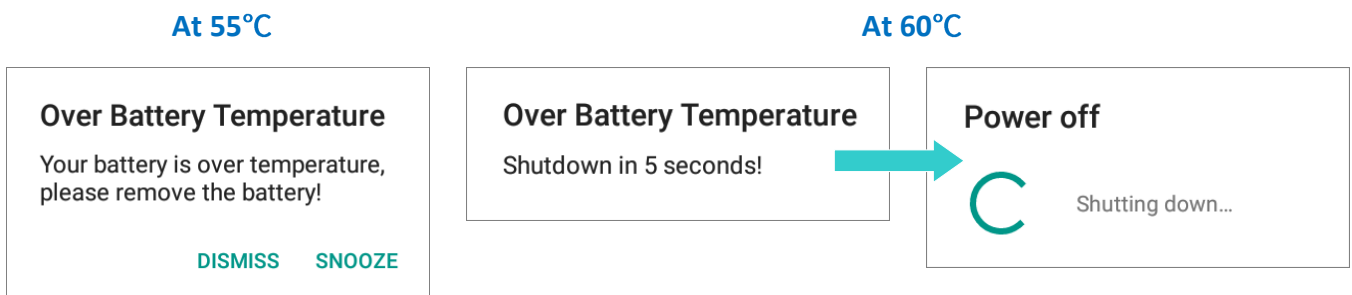 At 55℃
Over Battery Temperature
Your battery is over temperature,
please remove the battery!
DISMISS SNOOZE
At 60℃
Over Battery Temperature
Shutdown in 5 seconds!
Power off
Shutting down...